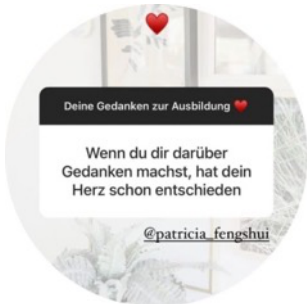 Deine Gedanken zur Ausbildung ❤️
Wenn du dir darüber
Gedanken machst, hat dein
Herz schon entschieden
@patricia_fengshui